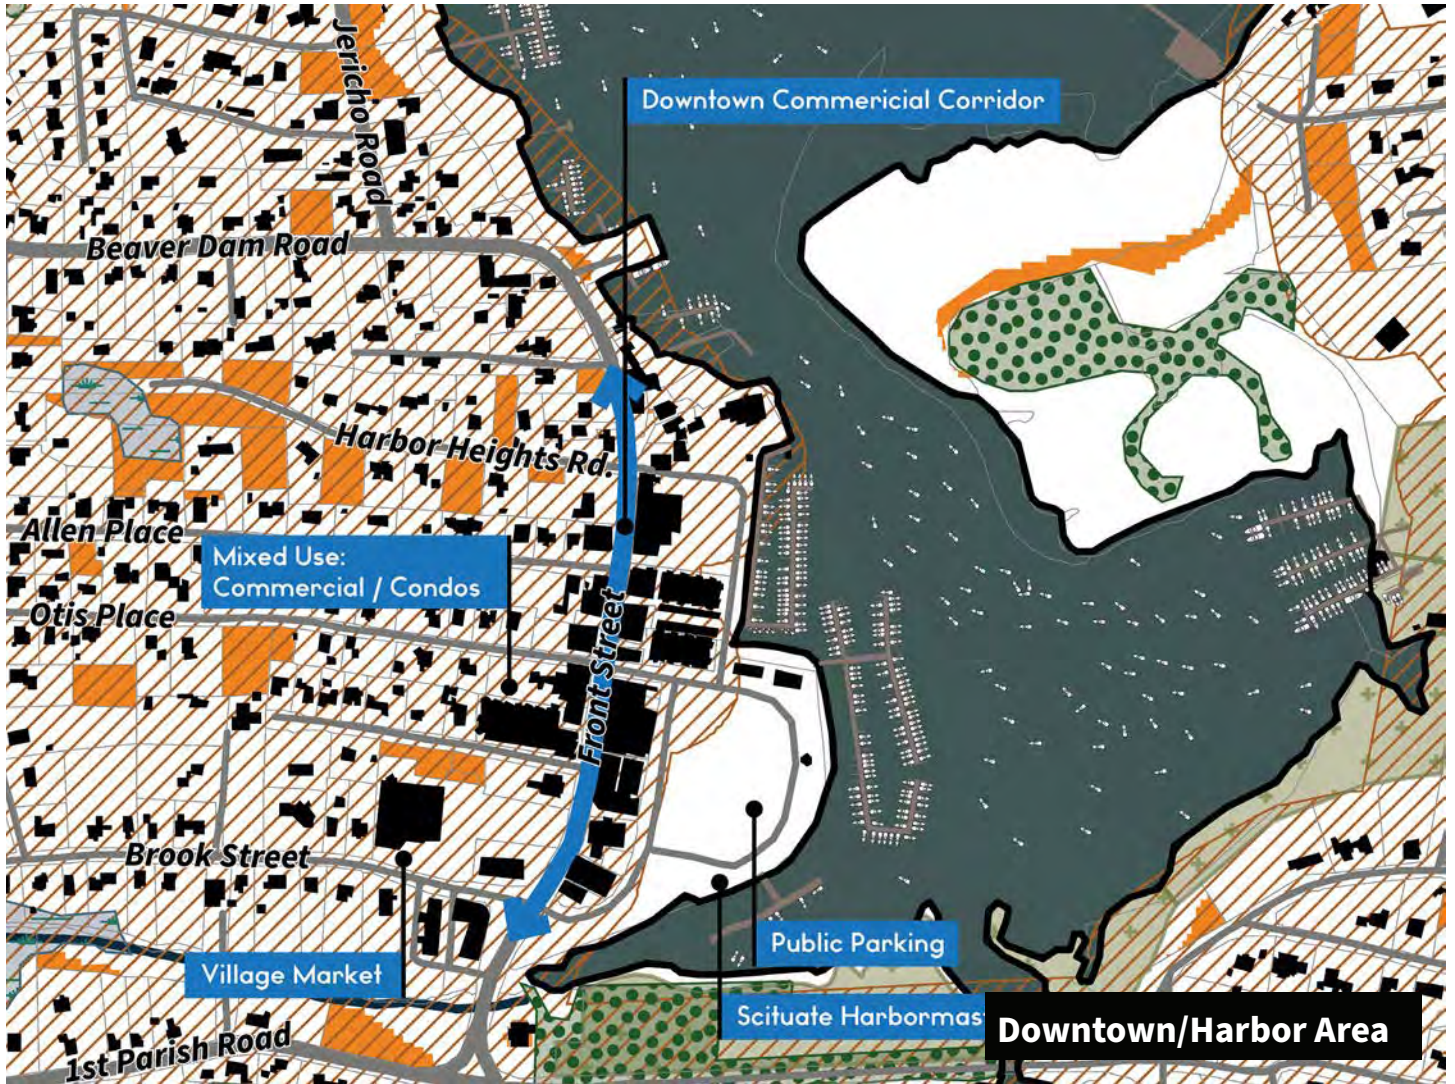 Jericho Road
Downtown Commericial Corridor
Beaver Dam Road
Harbor Heights Rd.
Allen Place
Mixed Use:
Commercial / Condos
Otis Place
Front Street
Brook Street
Public Parking
Village Market
Scituate
Downtown/Harbor Area
1st Parish Road